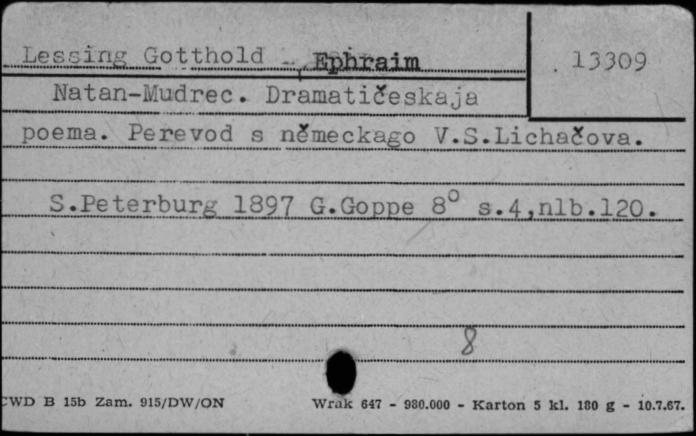 Lessing Gotthold Ephraim 13309
Natan-Mudrec. Dramatičeskaja
poema. Perevod s německago V.S.Lichačova.
S.Peterburg 1897 G.Goppe 8° s.4,nlb.120.
8
CWD B 15b Zam. 915/DW/ON Wrak 647 - 980.000 - Karton 5 kl. 180 g - 10.7.67.